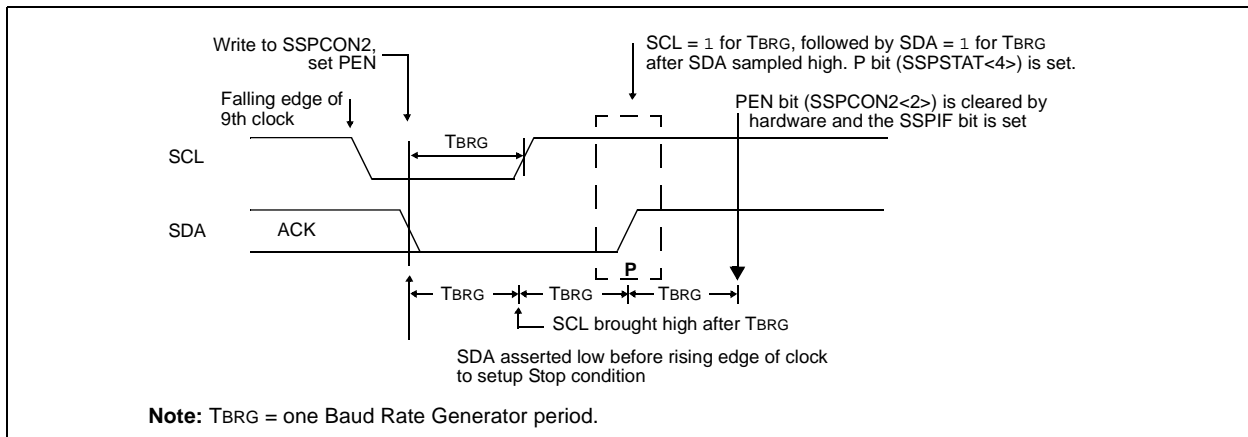 Write to SSPCON2,
set PEN
SCL = 1 for TBRG, followed by SDA = 1 for TBRG
after SDA sampled high. P bit (SSPSTAT<4>) is set.
Falling edge of
9th clock
PEN bit (SSPCON2<2>) is cleared by
hardware and the SSPIF bit is set
TBRG
SCL
SDA
ACK
P
TBRG
TBRG
TBRG
SCL brought high after TBRG
SDA asserted low before rising edge of clock
to setup Stop condition
Note: TBRG = one Baud Rate Generator period.